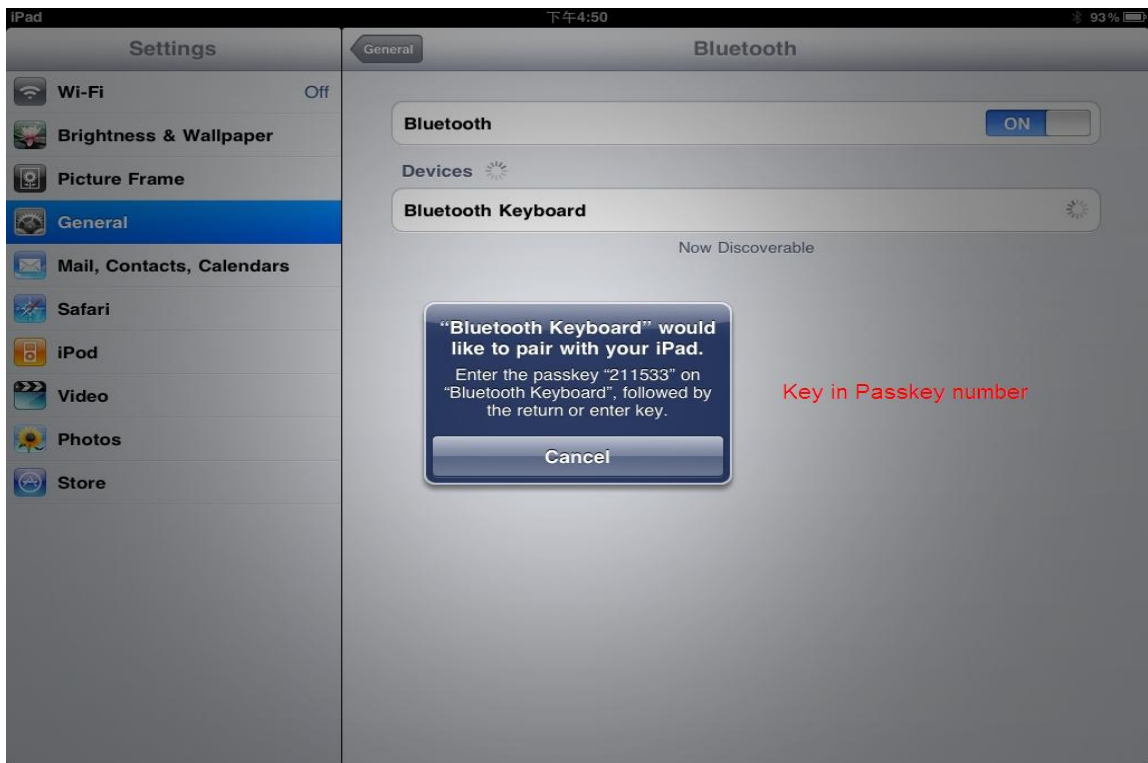 iPad 下午4:50 93%
Settings
General Bluetooth
Wi-Fi Off
Brightness & Wallpaper
Picture Frame
General
Mail, Contacts, Calendars
Safari
iPod
Video
Photos
Store
Bluetooth ON
Devices
Bluetooth Keyboard
Now Discoverable
“Bluetooth Keyboard” would
like to pair with your iPad.
Enter the passkey “211533” on
“Bluetooth Keyboard”, followed by
the return or enter key.
Cancel
Key in Passkey number